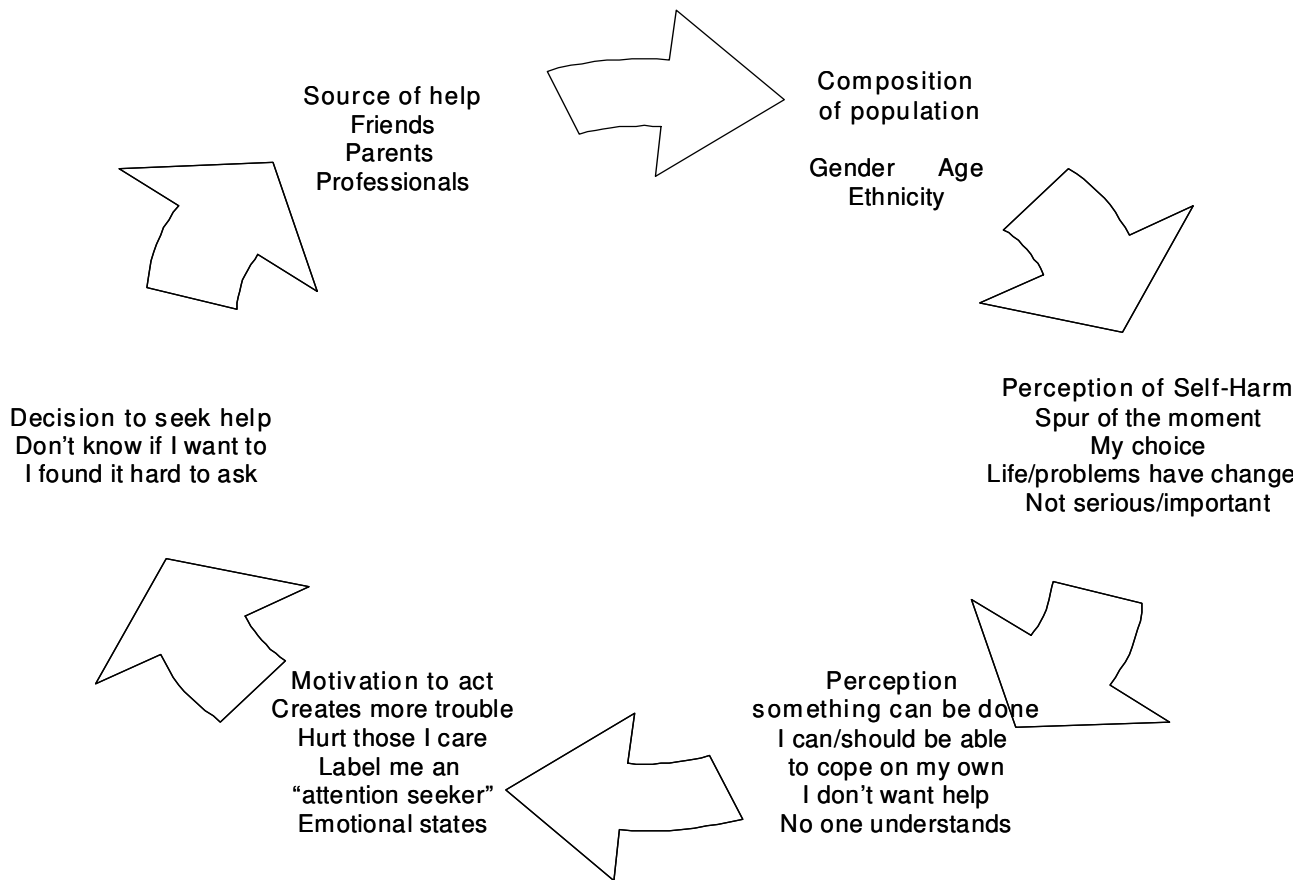 Source of help
Friends
Parents
Professionals
Composition
of population
Gender Age
Ethnicity
Perception of Self-Harm
Spur of the moment
My choice
Life/problems have change
Not serious/important
Perception
something can be done
I can/should be able
to cope on my own
I don’t want help
No one understands
Motivation to act
Creates more trouble
Hurt those I care
Label me an
“attention seeker”
Emotional states
Decision to seek help
Don’t know if I want to
I found it hard to ask